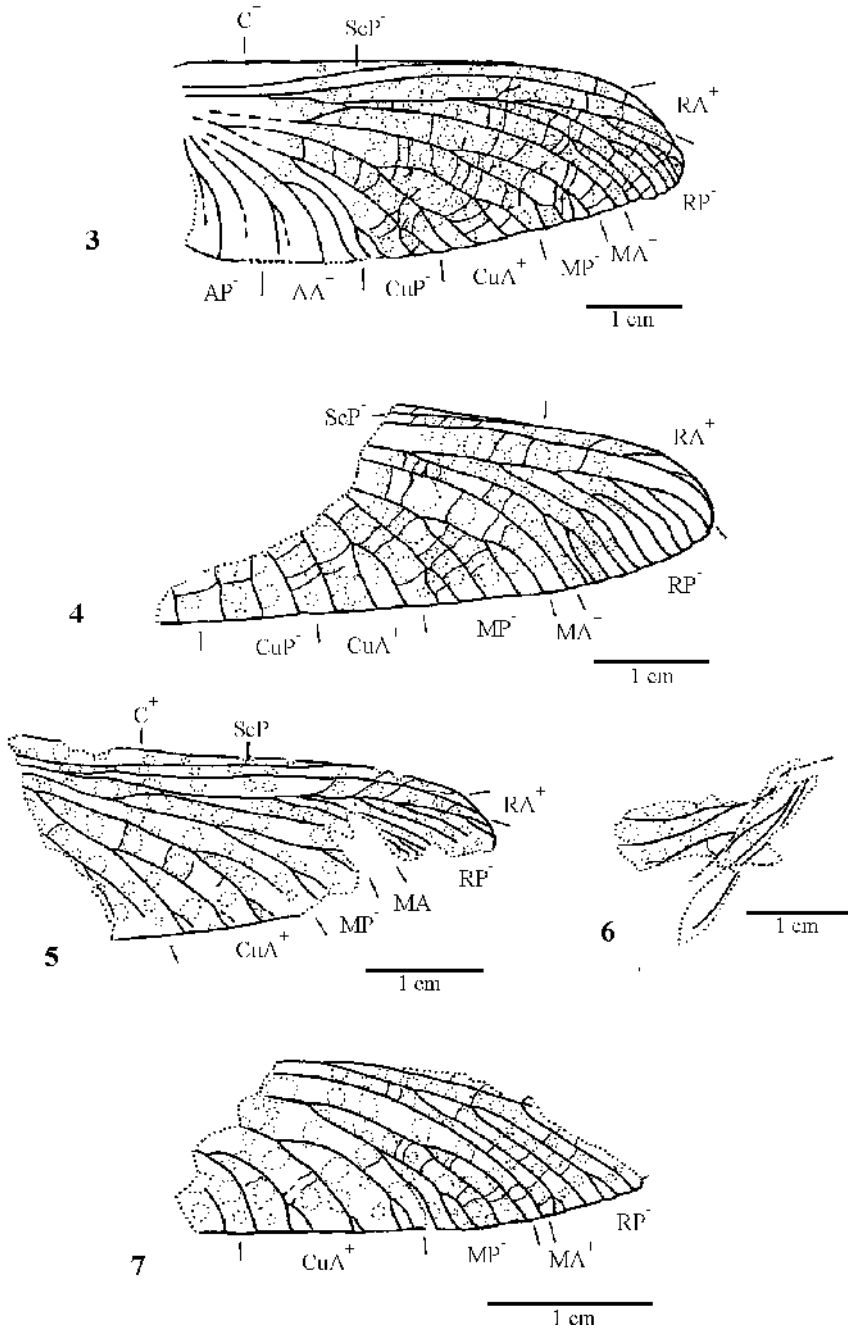 C⁻
ScP⁻
RA⁺
RP⁻
3
AP⁻ AA⁻ CuP⁻ CuA⁺ MP⁻ MA⁻
1 cm
ScP⁻
RA⁺
RP⁻
4
CuP⁻ CuA⁺ MP⁻ MA⁻
1 cm
C⁺
ScP
RA⁺
RP⁻
MA
MP⁻
CuA⁺
5
1 cm
6
1 cm
RP⁻
7
CuA⁺ MP⁻ MA⁺
1 cm